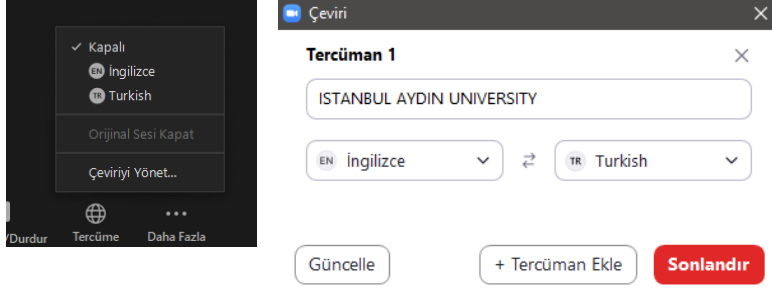 Kapalı
EN İngilizce
TR Turkish
Orijinal Sesi Kapat
Çeviriyi Yönet...
/Durdur
Tercüme
Daha Fazla
Çeviri
Tercüman 1
ISTANBUL AYDIN UNIVERSITY
EN İngilizce
TR Turkish
Güncelle
+ Tercüman Ekle
Sonlandır